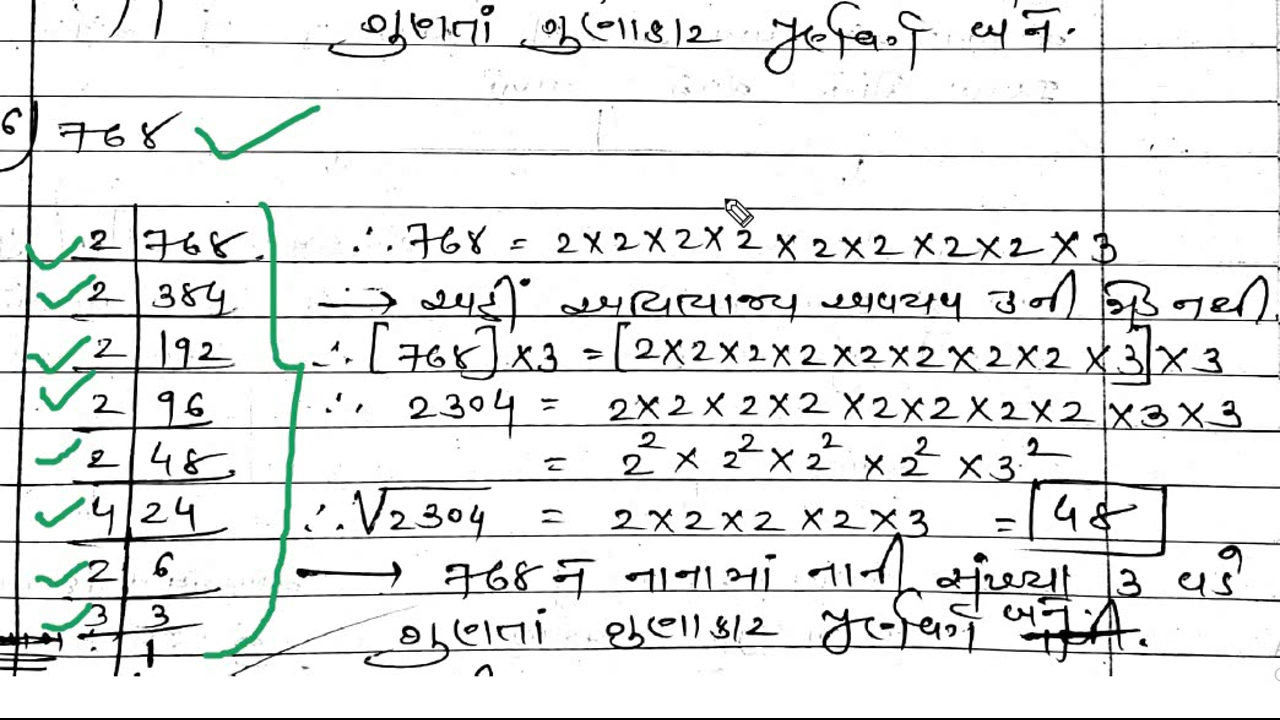 ગુણતાં ગુણાકાર પૂર્ણવર્ગ બને.
6) 768
2 | 768 ∴ 768 = 2×2×2×2×2×2×2×2×3
2 | 384 → અહીં અવિભાજ્ય અવયવ 3ની જોડ નથી.
2 | 192 ∴ [768]×3 = [2×2×2×2×2×2×2×2×3]×3
2 | 96 ∴ 2304 = 2×2×2×2×2×2×2×2×3×3
2 | 48 = 2² × 2² × 2² × 2² × 3²
4 | 24 ∴ √2304 = 2×2×2×2×3 = 48
2 | 6 → 768ને નાનામાં નાની સંખ્યા 3 વડે
3 | 3 ગુણતાં ગુણાકાર પૂર્ણવર્ગ બને.
1